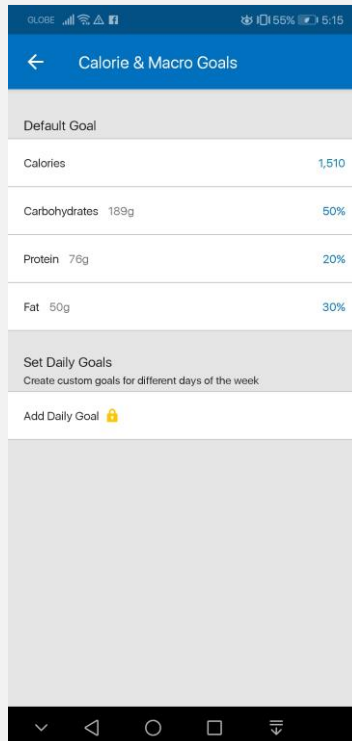 GLOBE 55% 5:15
Calorie & Macro Goals
Default Goal
Calories 1,510
Carbohydrates 189g 50%
Protein 76g 20%
Fat 50g 30%
Set Daily Goals
Create custom goals for different days of the week
Add Daily Goal